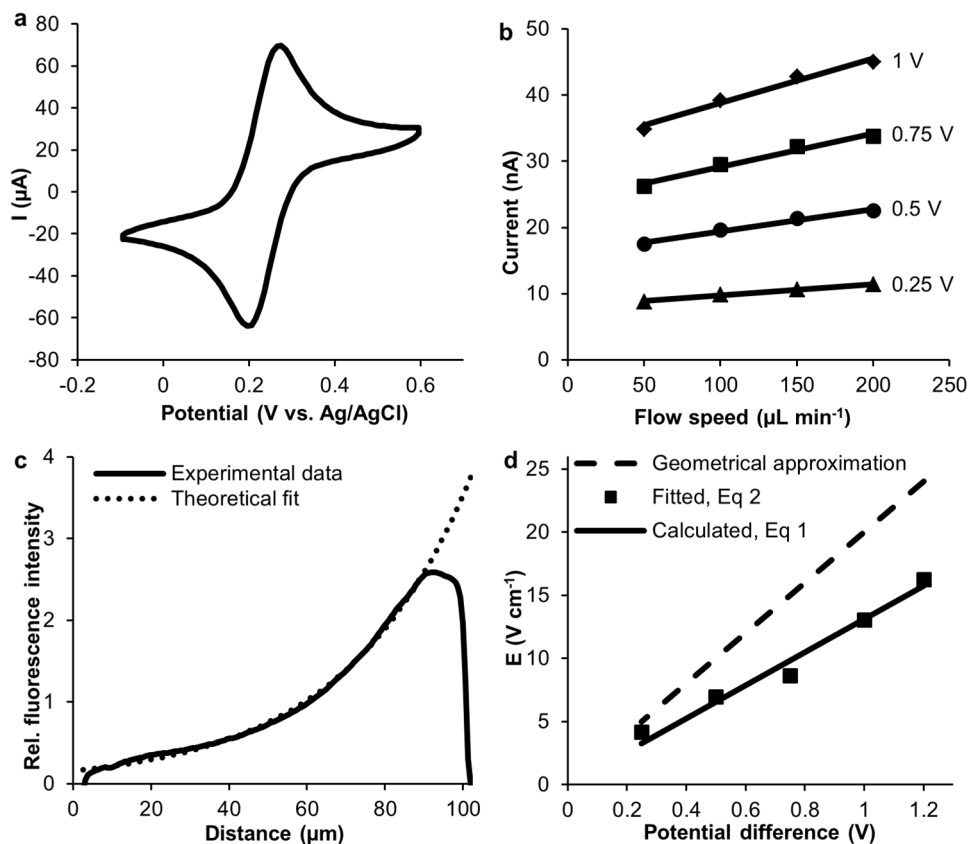 a
80
60
40
20
0
-20
-40
-60
-80
I (µA)
-0.2
0
0.2
0.4
0.6
Potential (V vs. Ag/AgCl)
b
50
40
30
20
10
0
Current (nA)
1 V
0.75 V
0.5 V
0.25 V
0
50
100
150
200
250
Flow speed (µL min⁻¹)
c
Experimental data
Theoretical fit
4
3
2
1
0
Rel. fluorescence intensity
0
20
40
60
80
100
Distance (µm)
d
Geometrical approximation
Fitted, Eq 2
Calculated, Eq 1
25
20
15
10
5
0
E (V cm⁻¹)
0
0.2
0.4
0.6
0.8
1.0
1.2
Potential difference (V)